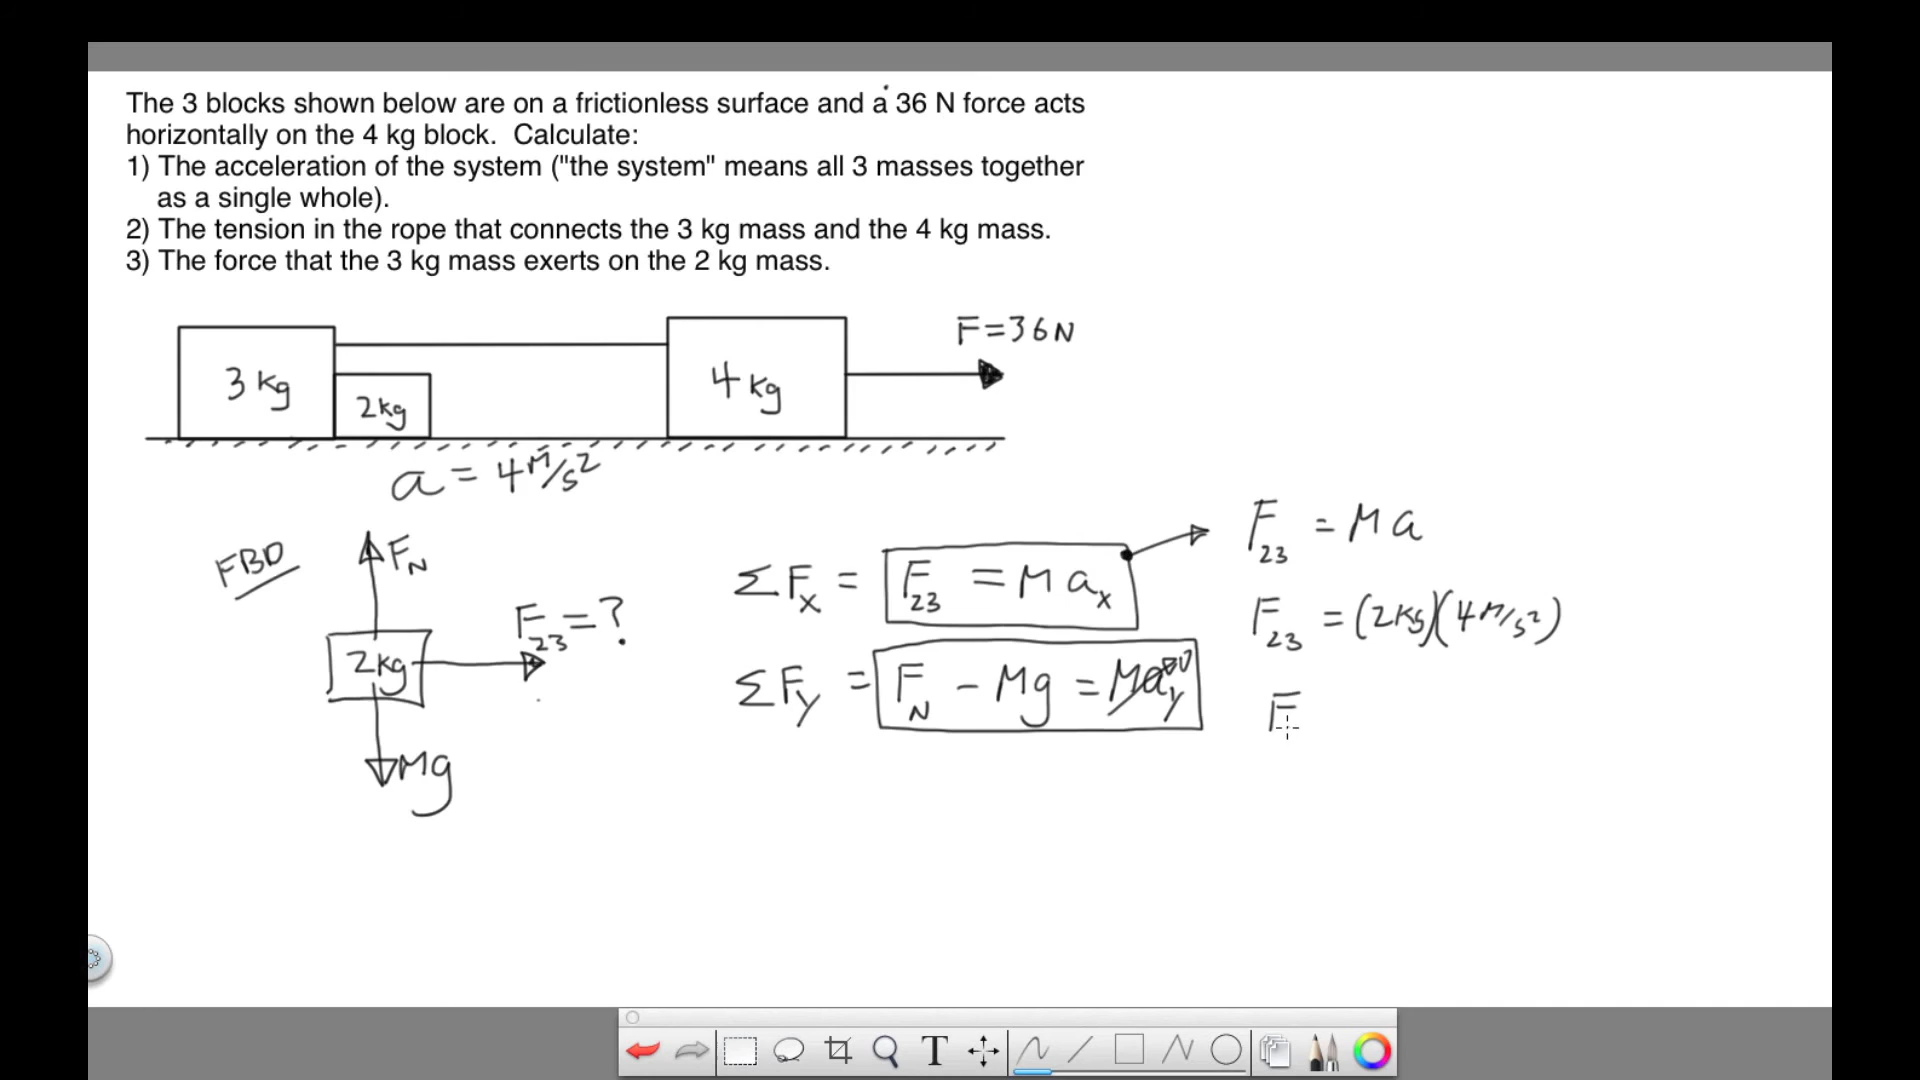 The 3 blocks shown below are on a frictionless surface and a 36 N force acts
horizontally on the 4 kg block. Calculate:
1) The acceleration of the system ("the system" means all 3 masses together
as a single whole).
2) The tension in the rope that connects the 3 kg mass and the 4 kg mass.
3) The force that the 3 kg mass exerts on the 2 kg mass.
F=36N
3 kg
2kg
4 kg
a = 4 M/s²
FBD
F_N
F_23 = ?
2kg
Mg
ΣF_x = F_23 = M a_x
ΣF_y = F_N - Mg = Ma_y 0
F_23 = Ma
F_23 = (2kg)(4M/s²)
F
T